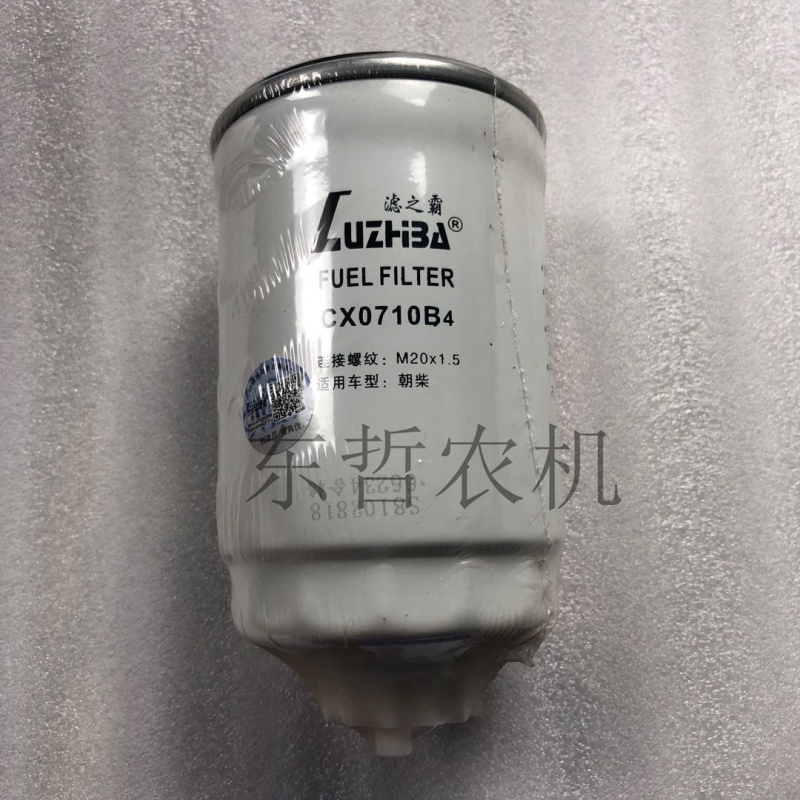 滤之霸
LUZHIBA®
FUEL FILTER
CX0710B4
连接螺纹：M20x1.5
适用车型：朝柴
东哲农机
S8102818